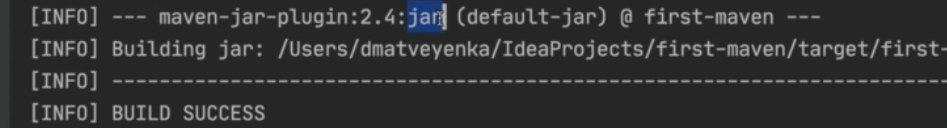 [INFO] --- maven-jar-plugin:2.4:jar (default-jar) @ first-maven ---
[INFO] Building jar: /Users/dmatveyenka/IdeaProjects/first-maven/target/first-
[INFO] ------------------------------------------------------------------------
[INFO] BUILD SUCCESS